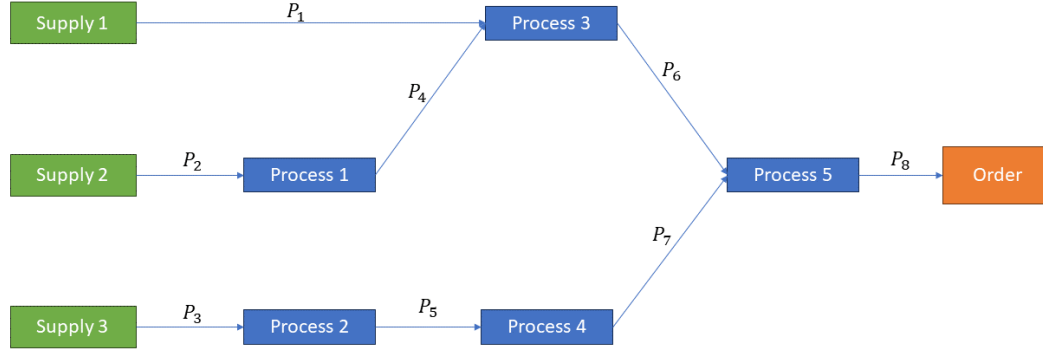 Supply 1
P₁
Process 3
P₄
P₆
Supply 2
P₂
Process 1
Process 5
P₈
Order
P₇
Supply 3
P₃
Process 2
P₅
Process 4